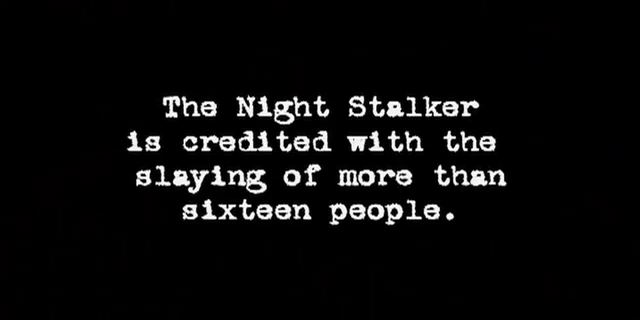 The Night Stalker
is credited with the
slaying of more than
sixteen people.